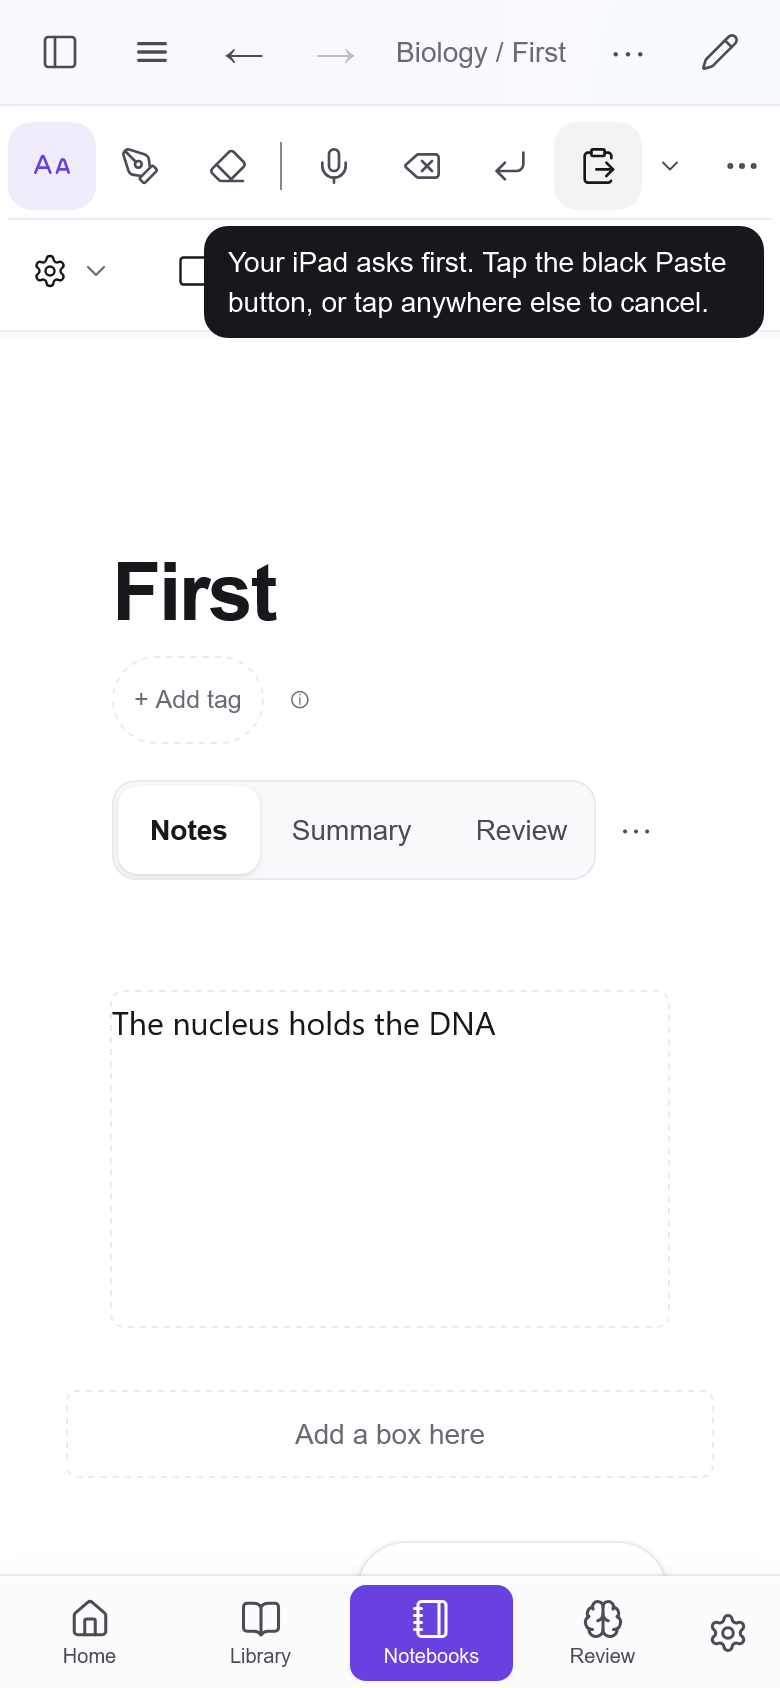 Biology / First
AA
Your iPad asks first. Tap the black Paste
button, or tap anywhere else to cancel.
First
+ Add tag
Notes Summary Review
The nucleus holds the DNA
Add a box here
Home Library Notebooks Review